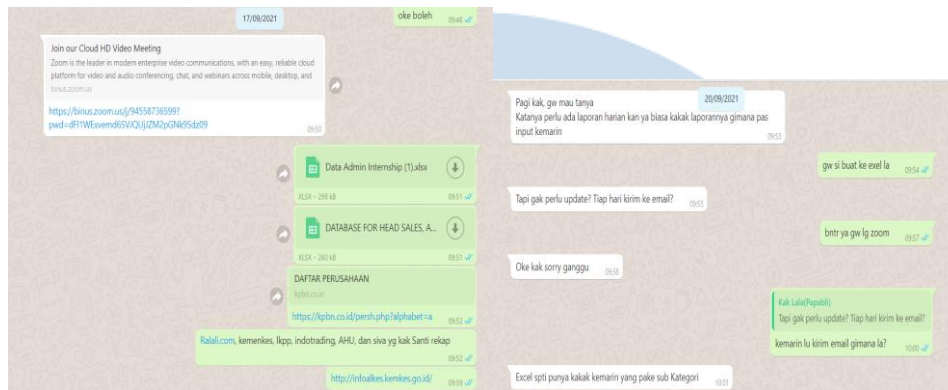 17/09/2021
oke boleh
09:48
Join our Cloud HD Video Meeting
Zoom is the leader in modern enterprise video communications, with an easy, reliable cloud
platform for video and audio conferencing, chat, and webinars across mobile, desktop, and
binus.zoom.us
https://binus.zoom.us/j/94558736599?
09:50
Data Admin Internship (1).xlsx
XLSX • 298 kB
09:51
DATABASE FOR HEAD SALES, A...
XLSX • 260 kB
09:51
DAFTAR PERUSAHAAN
kpbn.co.id
https://kpbn.co.id/persh.php?alphabet=a
09:52
Ralali.com, kemenkes, lkpp, indotrading, AHU, dan siva yg kak Santi rekap
09:52
http://infoalkes.kemkes.go.id/
09:59
20/09/2021
Pagi kak, gw mau tanya
Katanya perlu ada laporan harian kan ya biasa kakak laporannya gimana pas
input kemarin
09:53
gw si buat ke exel la
09:54
Tapi gak perlu update? Tiap hari kirim ke email?
09:55
bntr ya gw lg zoom
09:57
Oke kak sorry ganggu
09:58
Kak Lala(Papabli)
Tapi gak perlu update? Tiap hari kirim ke email?
kemarin lu kirim email gimana la?
10:00
Excel spti punya kakak kemarin yang pake sub Kategori
10:01